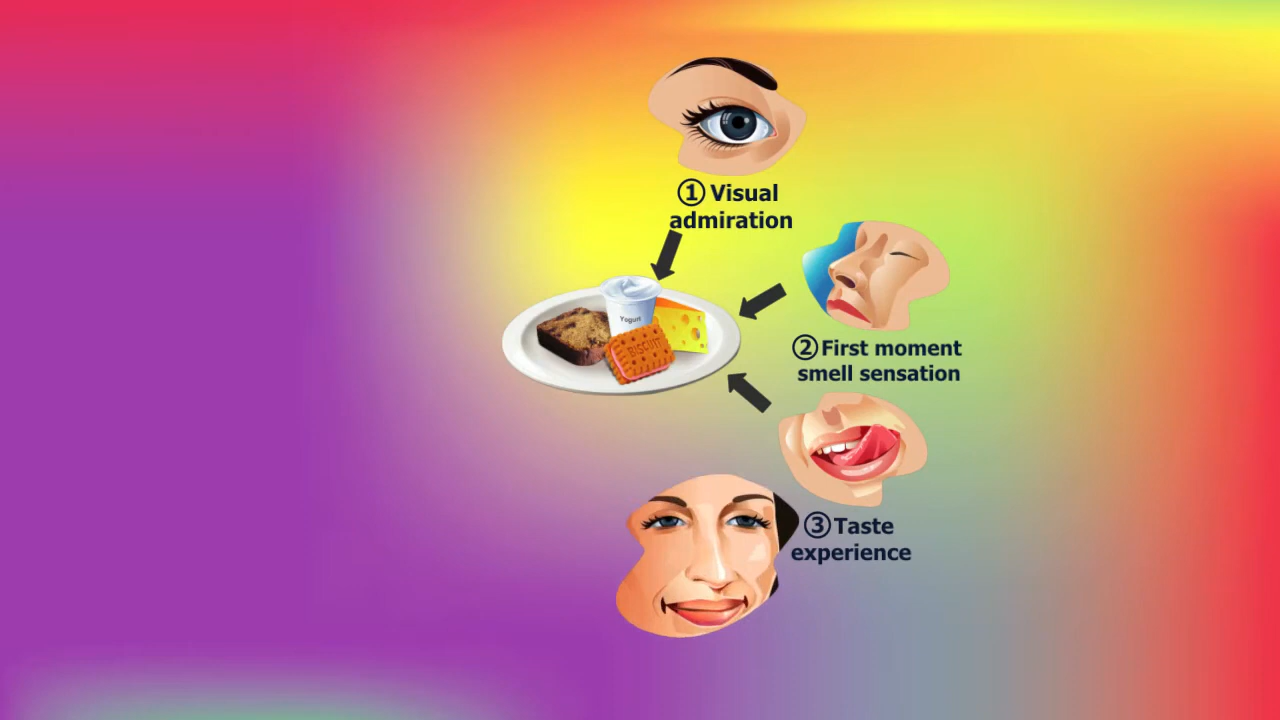 ① Visual
admiration
Yogurt
BISCUIT
② First moment
smell sensation
③ Taste
experience